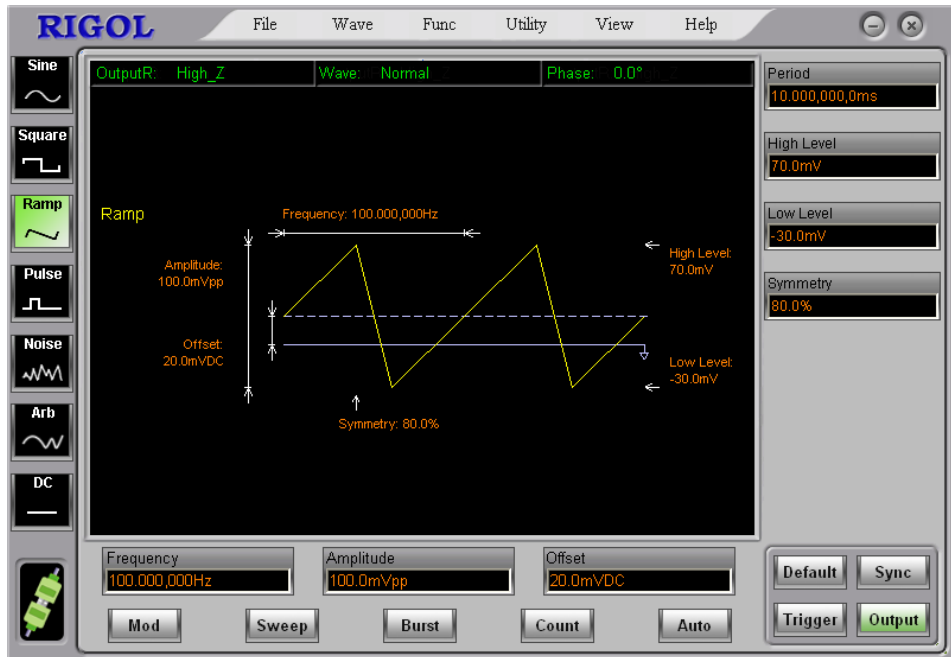 RIGOL
File Wave Func Utility View Help
Sine
Square
Ramp
Pulse
Noise
Arb
DC
OutputR: High_Z Wave: Normal Phase: 0.0°
Ramp
Frequency: 100.000,000Hz
Amplitude:
100.0mVpp
High Level:
70.0mV
Offset:
20.0mVDC
Low Level:
-30.0mV
Symmetry: 80.0%
Period
10.000,000,0ms
High Level
70.0mV
Low Level
-30.0mV
Symmetry
80.0%
Frequency
100.000,000Hz
Amplitude
100.0mVpp
Offset
20.0mVDC
Mod Sweep Burst Count Auto
Default Sync
Trigger Output